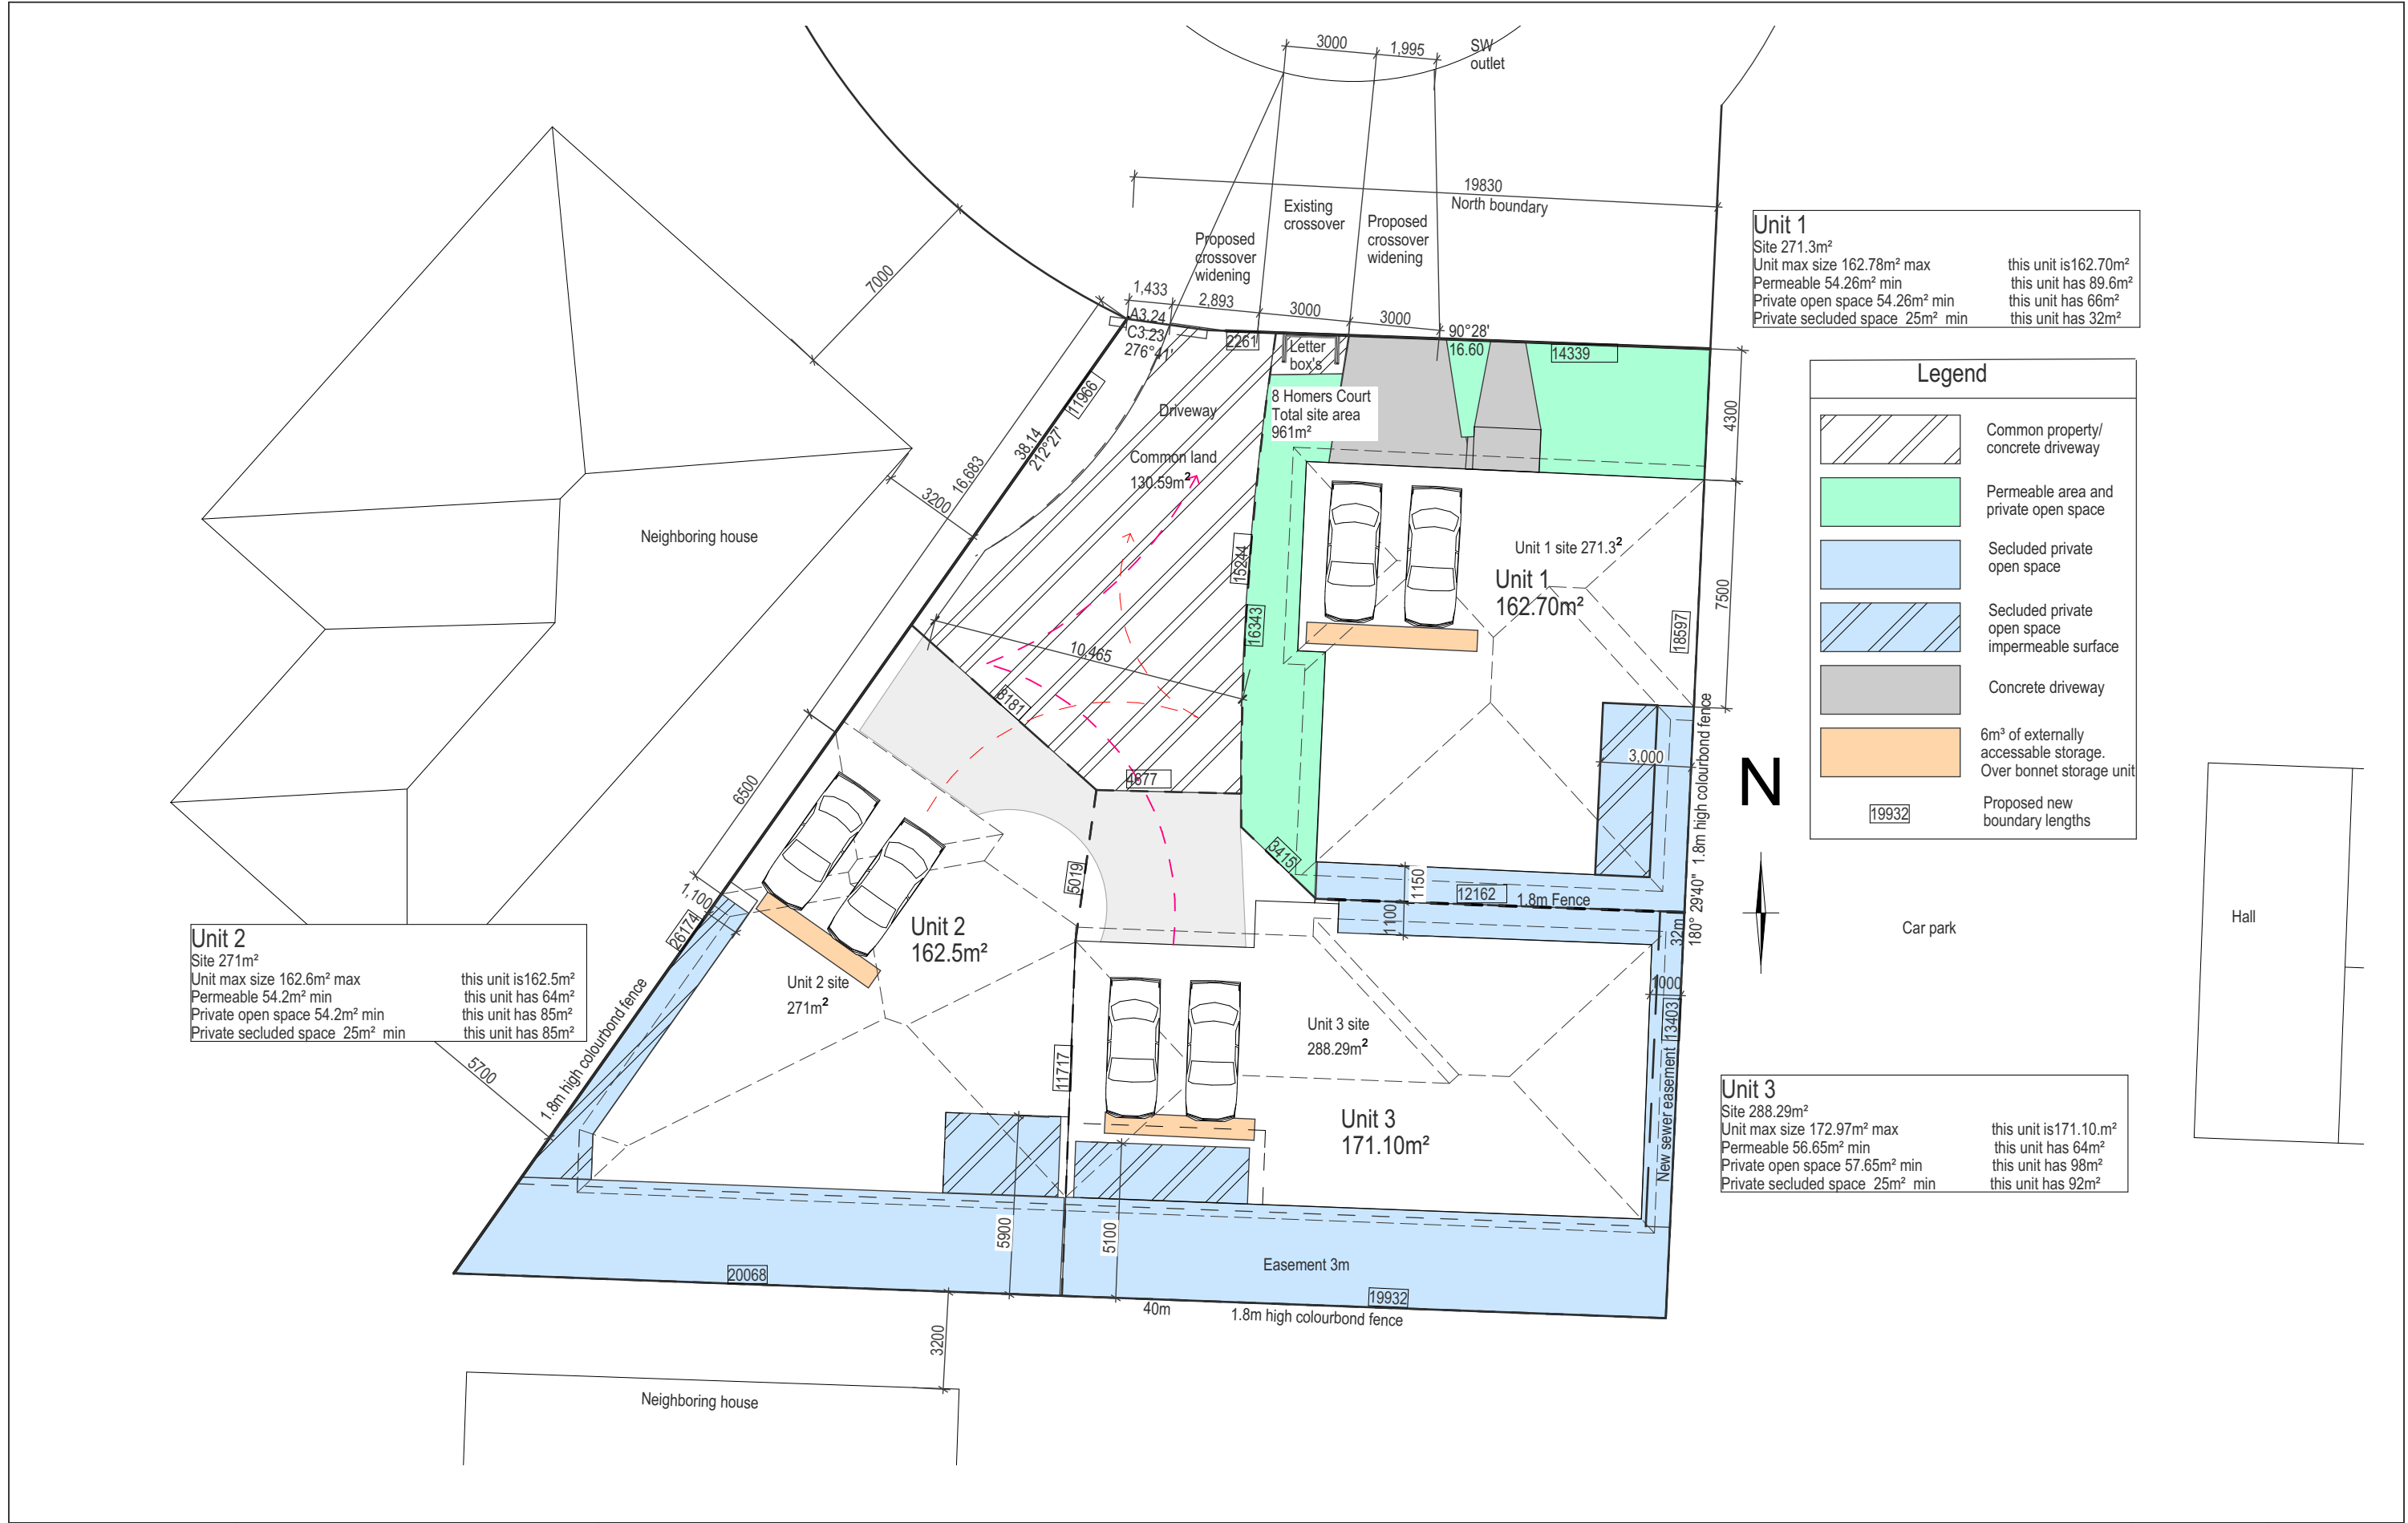 3000
1,995
SW
outlet
19830
North boundary
Existing
crossover
Proposed
crossover
widening
Proposed
crossover
widening
7000
1,433
2,893
3000
3000
A3.24
C3.23
276°41'
2261
Letter
box's
90°28'
16.60
14339
Unit 1
Site 271.3m²
Unit max size 162.78m² max this unit is162.70m²
Permeable 54.26m² min this unit has 89.6m²
Private open space 54.26m² min this unit has 66m²
Private secluded space 25m² min this unit has 32m²
Legend
Common property/
concrete driveway
Permeable area and
private open space
Secluded private
open space
Secluded private
open space
impermeable surface
Concrete driveway
6m³ of externally
accessable storage.
Over bonnet storage unit
19932
Proposed new
boundary lengths
11966
38.14
212°27'
16,683
3200
Driveway
8 Homers Court
Total site area
961m²
Common land
130.59m²
4300
Neighboring house
15244
16343
Unit 1 site 271.3²
Unit 1
162.70m²
7500
18597
10,465
8181
3,000
4677
6500
1,100
26174
5019
3415
1150
12162
1.8m Fence
1100
32m
180° 29'40" 1.8m high colourbond fence
N
Car park
Hall
Unit 2
162.5m²
Unit 2 site
271m²
Unit 2
Site 271m²
Unit max size 162.6m² max this unit is162.5m²
Permeable 54.2m² min this unit has 64m²
Private open space 54.2m² min this unit has 85m²
Private secluded space 25m² min this unit has 85m²
1000
13403
New sewer easement
Unit 3 site
288.29m²
11717
Unit 3
171.10m²
Unit 3
Site 288.29m²
Unit max size 172.97m² max this unit is171.10.m²
Permeable 56.65m² min this unit has 64m²
Private open space 57.65m² min this unit has 98m²
Private secluded space 25m² min this unit has 92m²
5700
1.8m high colourbond fence
5900
5100
Easement 3m
20068
19932
40m
1.8m high colourbond fence
3200
Neighboring house